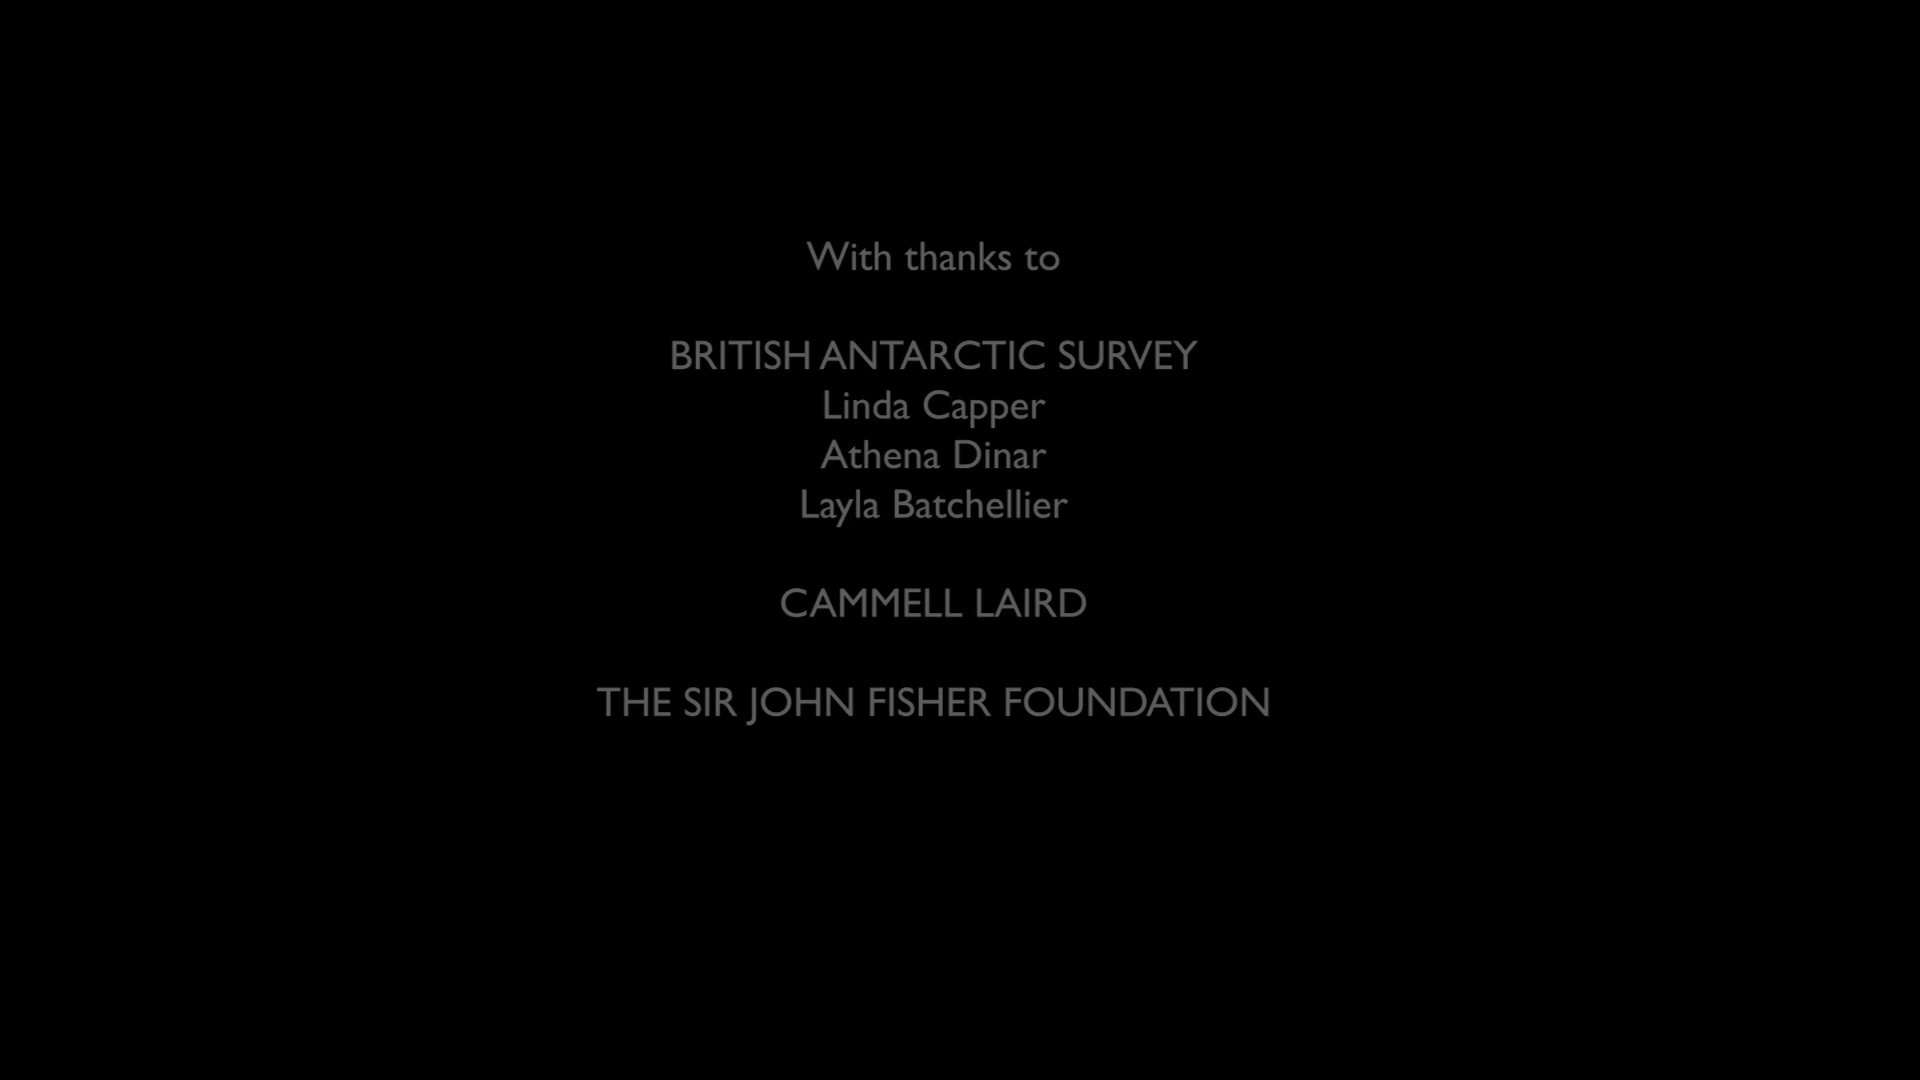 With thanks to
BRITISH ANTARCTIC SURVEY
Linda Capper
Athena Dinar
Layla Batchellier
CAMMELL LAIRD
THE SIR JOHN FISHER FOUNDATION